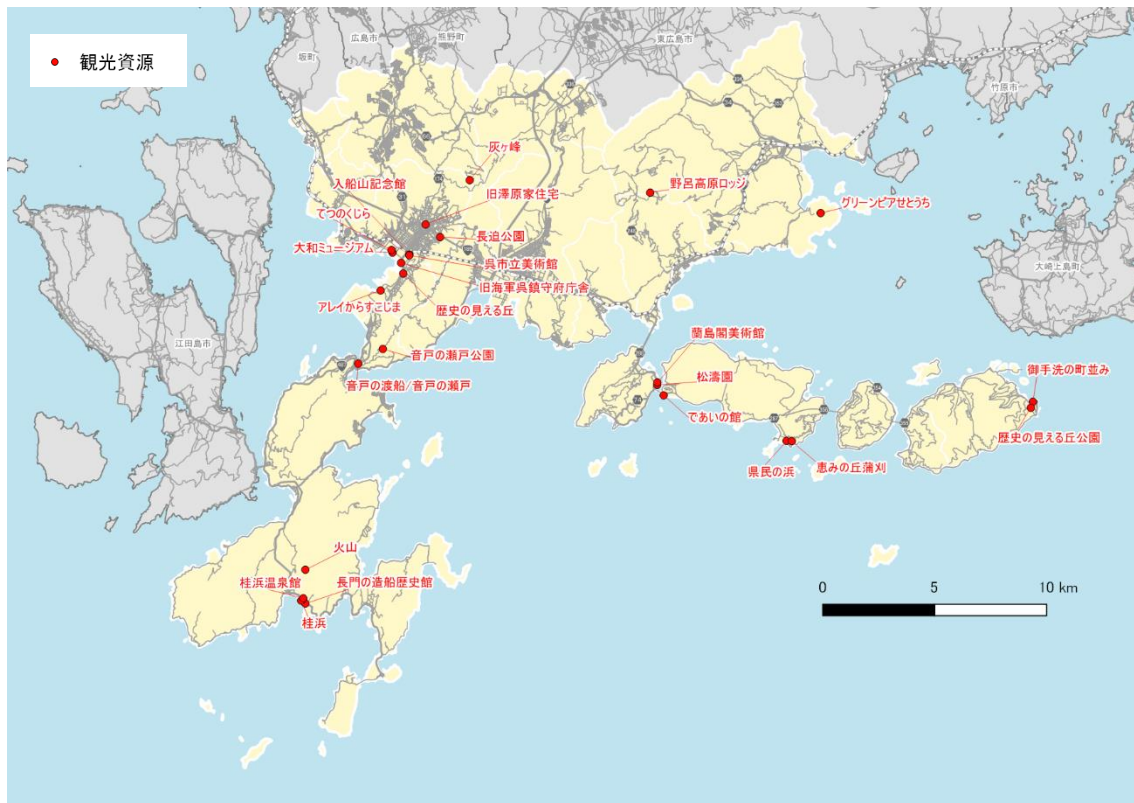 観光資源
広島市
熊野町
東広島市
坂町
竹原市
灰ヶ峰
入船山記念館
旧澤原家住宅
野呂高原ロッジ
グリーンピアせとうち
てつのくじら
長迫公園
大和ミュージアム
呉市立美術館
大崎上島町
旧海軍呉鎮守府庁舎
アレイからすこじま
歴史の見える丘
江田島市
蘭島閣美術館
音戸の瀬戸公園
御手洗の町並み
松濤園
音戸の渡船/音戸の瀬戸
であいの館
歴史の見える丘公園
県民の浜
恵みの丘蒲刈
火山
桂浜温泉館
長門の造船歴史館
桂浜
0 5 10 km